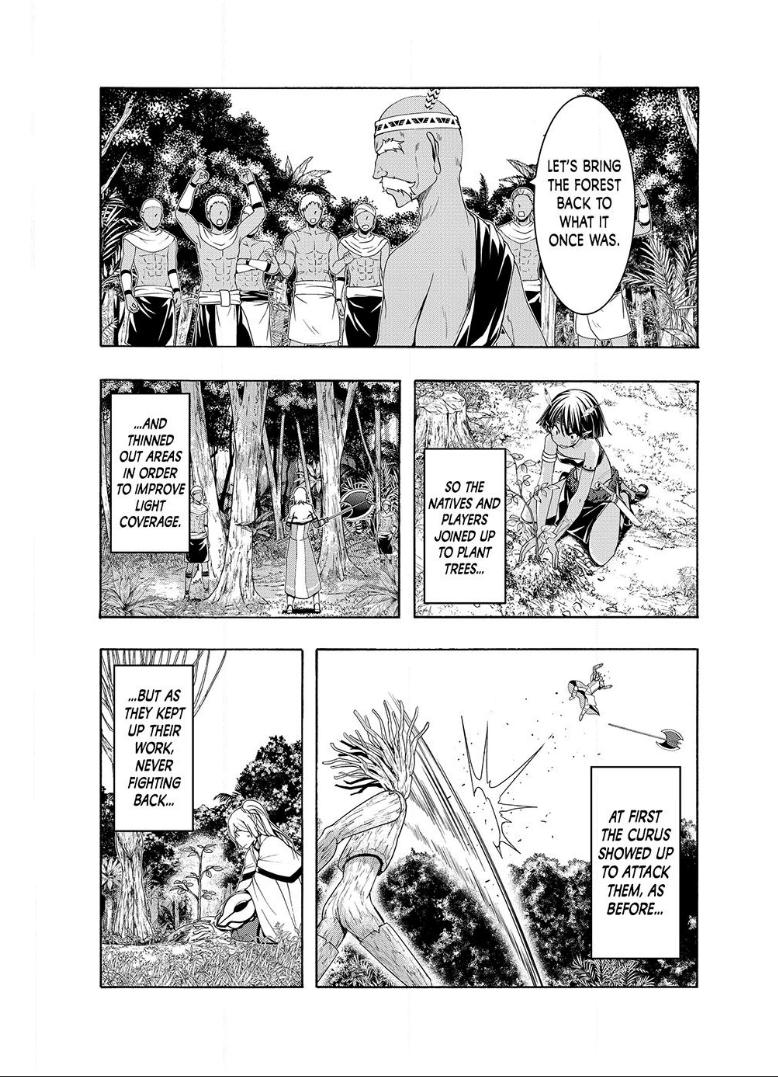 LET'S BRING
THE FOREST
BACK TO
WHAT IT
ONCE WAS.
SO THE
NATIVES AND
PLAYERS
JOINED UP
TO PLANT
TREES...
...AND
THINNED
OUT AREAS
IN ORDER
TO IMPROVE
LIGHT
COVERAGE.
AT FIRST
THE CURUS
SHOWED UP
TO ATTACK
THEM, AS
BEFORE...
...BUT AS
THEY KEPT
UP THEIR
WORK,
NEVER
FIGHTING
BACK...